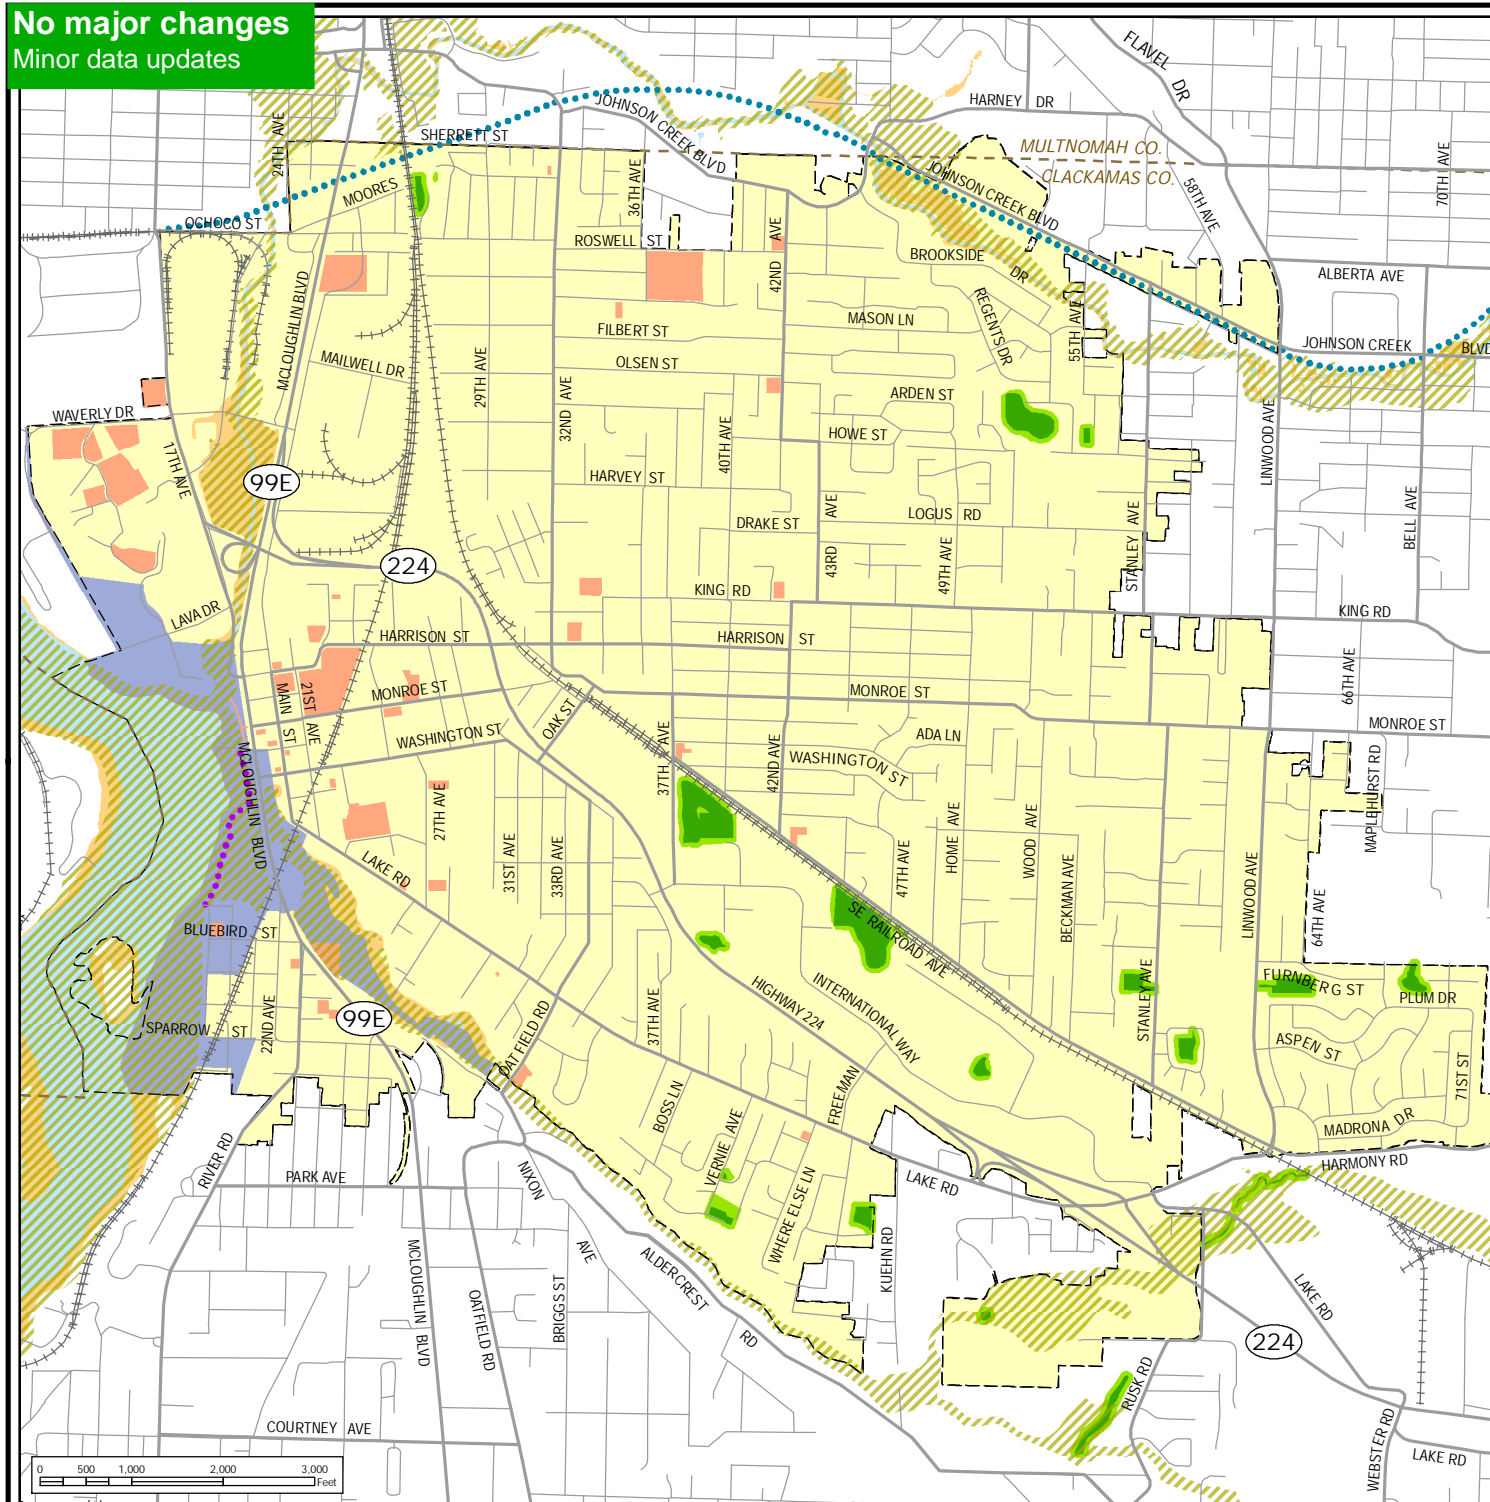 No major changes
Minor data updates
FLAVEL DR
HARNEY DR
JOHNSON CREEK BLVD
SHERRETT ST
24TH AVE
MULTNOMAH CO.
CLACKAMAS CO.
70TH AVE
MOORES
36TH AVE
JOHNSON CREEK BLVD
58TH AVE
OCHOCO ST
ROSWELL ST
42ND AVE
BROOKSIDE DR
ALBERTA AVE
MCLOUGHLIN BLVD
REGENTS DR
55TH AVE
FILBERT ST
MASON LN
OLSEN ST
JOHNSON CREEK BLVD
MAILWELL DR
29TH AVE
32ND AVE
ARDEN ST
WAVERLY DR
HOWE ST
LINWOOD AVE
17TH AVE
40TH AVE
99E
HARVEY ST
DRAKE ST
43RD AVE
LOGUS RD
BELL AVE
STANLEY AVE
224
49TH AVE
KING RD
KING RD
LAVA DR
HARRISON ST
HARRISON ST
66TH AVE
MAIN ST
21ST AVE
MONROE ST
MONROE ST
MONROE ST
OAK ST
WASHINGTON ST
37TH AVE
42ND AVE
ADA LN
WASHINGTON ST
MAPLEHURST RD
MCLOUGHLIN BLVD
27TH AVE
31ST AVE
33RD AVE
LAKE RD
47TH AVE
HOME AVE
WOOD AVE
BECKMAN AVE
LINWOOD AVE
64TH AVE
BLUEBIRD ST
SE RAILROAD AVE
FURNBERG ST
PLUM DR
STANLEY AVE
INTERNATIONAL WAY
HIGHWAY 224
22ND AVE
99E
SPARROW ST
37TH AVE
OATFIELD RD
ASPEN ST
71ST ST
BOSS LN
VERNIE AVE
FREEMAN
MADRONA DR
HARMONY RD
RIVER RD
PARK AVE
NIXON AVE
WHERE ELSE LN
LAKE RD
KUEHN RD
MCLOUGHLIN BLVD
OATFIELD RD
BRIGGS ST
ALDERCREST RD
LAKE RD
224
RUSK RD
COURTNEY AVE
WEBSTER RD
LAKE RD
0 500 1,000 2,000 3,000
Feet